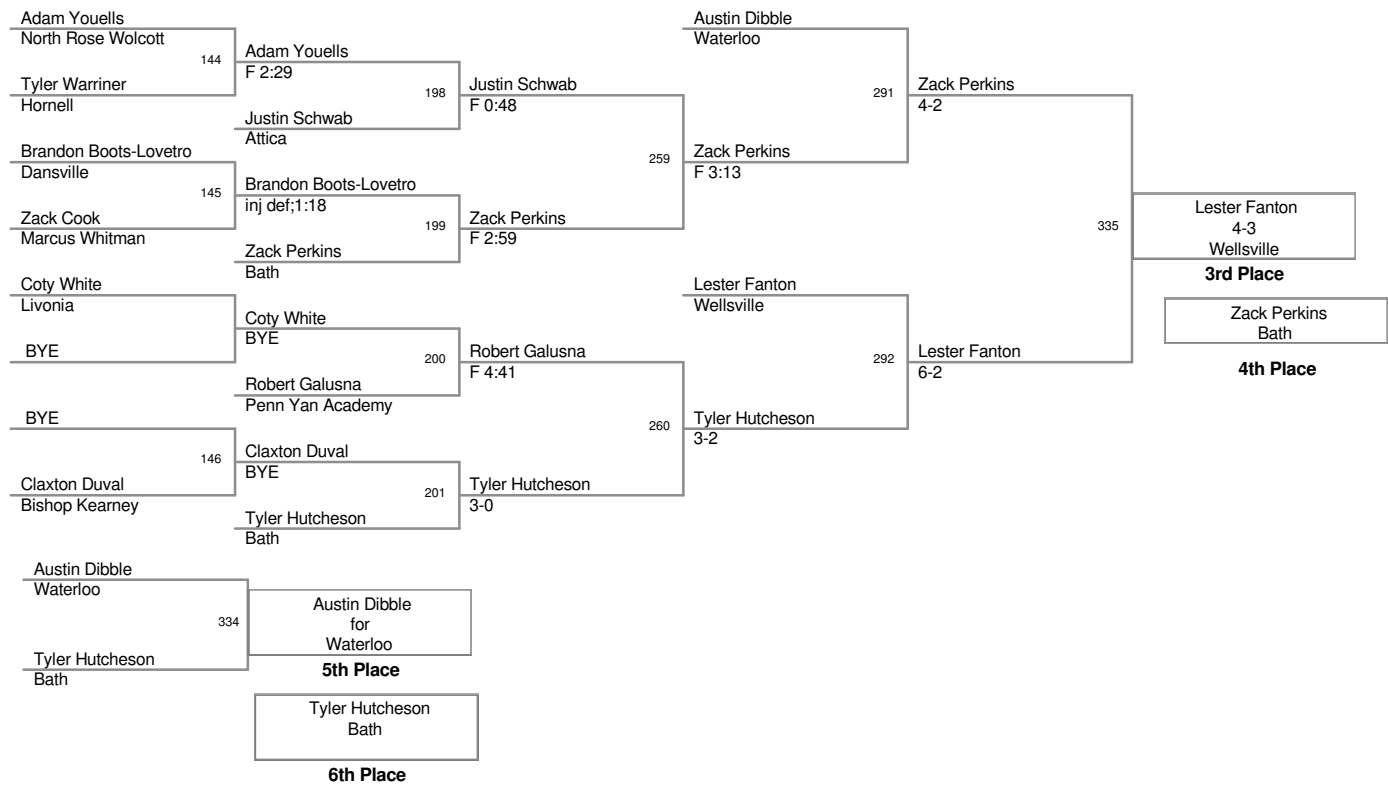 Adam Youells
North Rose Wolcott
144
Tyler Warriner
Hornell
Brandon Boots-Lovetro
Dansville
145
Zack Cook
Marcus Whitman
Coty White
Livonia
BYE
BYE
146
Claxton Duval
Bishop Kearney
Adam Youells
F 2:29
198
Justin Schwab
Attica
Brandon Boots-Lovetro
inj def;1:18
199
Zack Perkins
Bath
Coty White
BYE
200
Robert Galusna
Penn Yan Academy
Claxton Duval
BYE
201
Tyler Hutcheson
Bath
Justin Schwab
F 0:48
259
Zack Perkins
F 2:59
Robert Galusna
F 4:41
260
Tyler Hutcheson
3-0
Austin Dibble
Waterloo
291
Zack Perkins
F 3:13
Lester Fanton
Wellsville
292
Tyler Hutcheson
3-2
Zack Perkins
4-2
335
Lester Fanton
6-2
Lester Fanton
4-3
Wellsville
3rd Place
Zack Perkins
Bath
4th Place
Austin Dibble
Waterloo
334
Tyler Hutcheson
Bath
Austin Dibble
for
Waterloo
5th Place
Tyler Hutcheson
Bath
6th Place